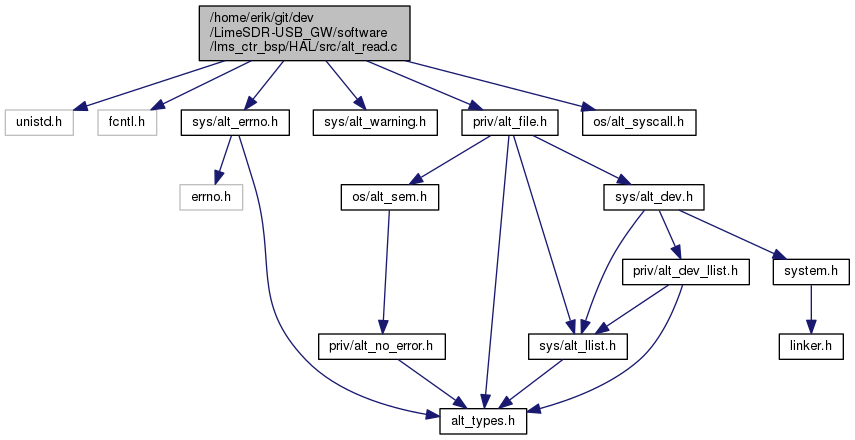 /home/erik/git/dev
/LimeSDR-USB_GW/software
/lms_ctr_bsp/HAL/src/alt_read.c
unistd.h
fcntl.h
sys/alt_errno.h
sys/alt_warning.h
priv/alt_file.h
os/alt_syscall.h
errno.h
os/alt_sem.h
sys/alt_dev.h
priv/alt_dev_llist.h
system.h
priv/alt_no_error.h
sys/alt_llist.h
linker.h
alt_types.h